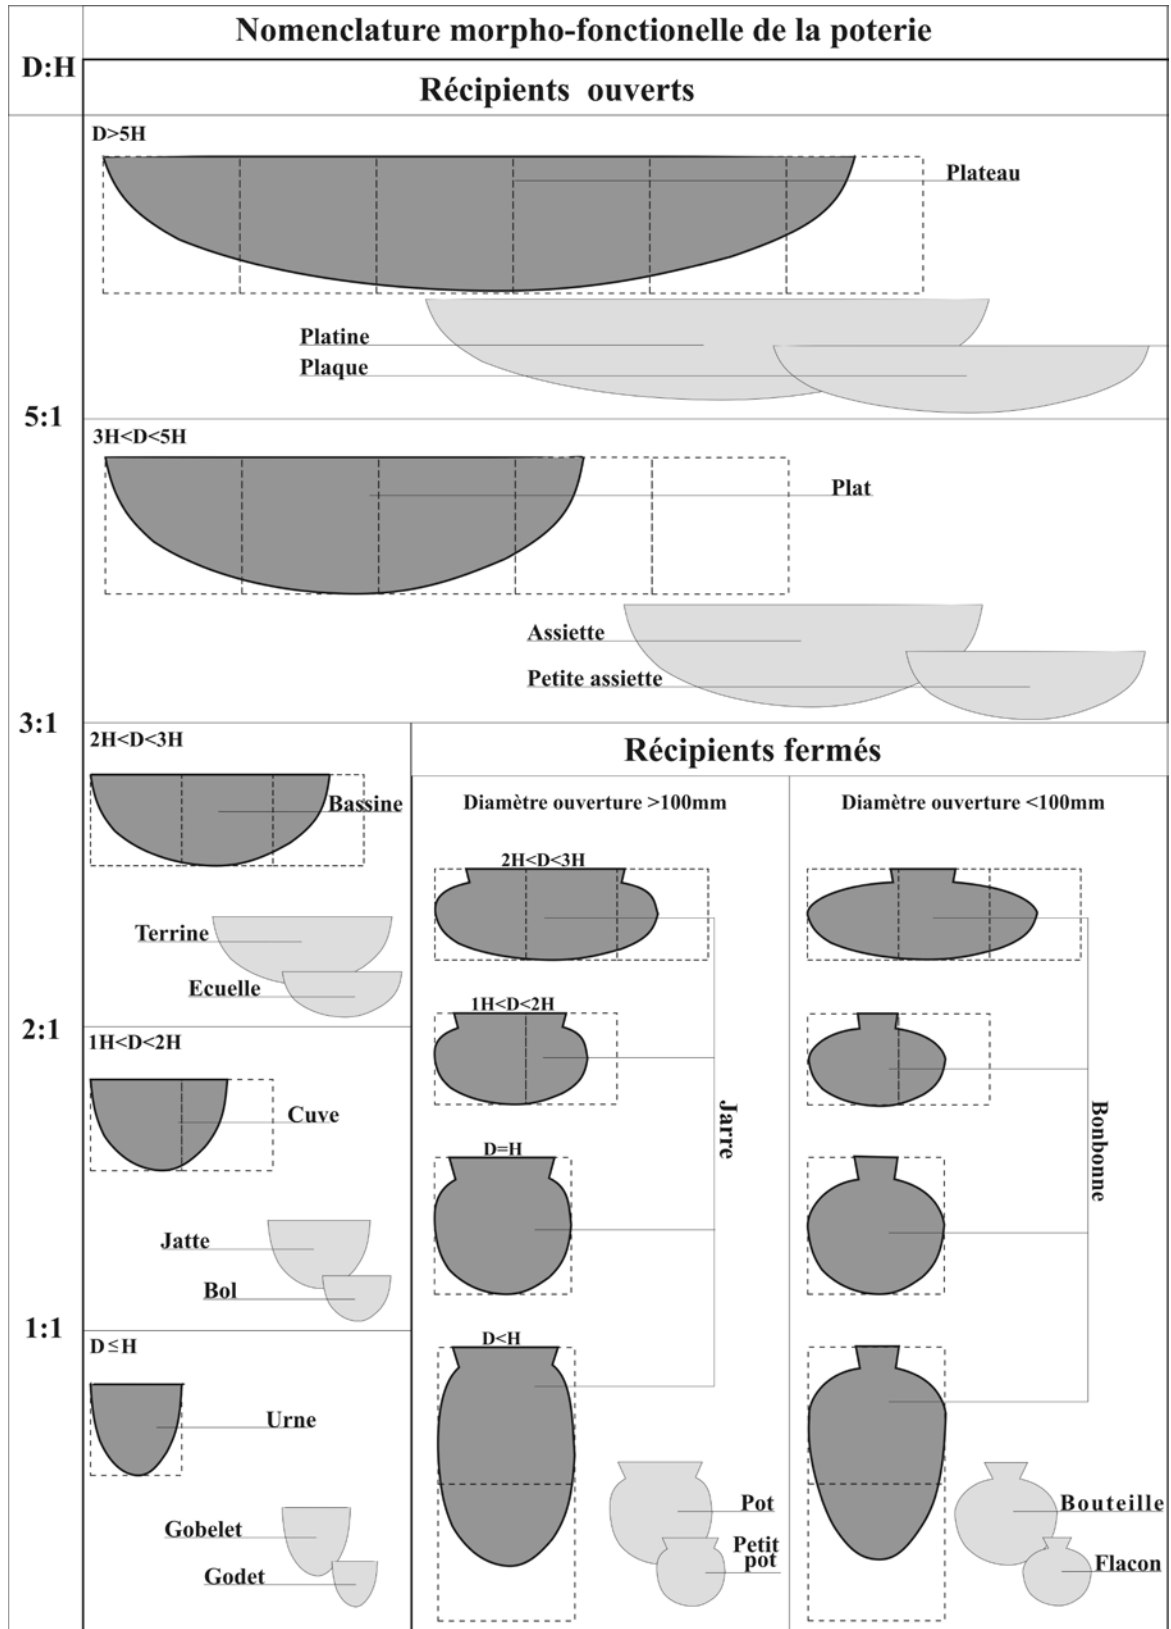 Nomenclature morpho-fonctionelle de la poterie
D:H
Récipients ouverts
D>5H
Plateau
Platine
Plaque
5:1
3H<D<5H
Plat
Assiette
Petite assiette
3:1
2H<D<3H
Bassine
Terrine
Ecuelle
2:1
1H<D<2H
Cuve
Jatte
Bol
1:1
D≤H
Urne
Gobelet
Godet
Récipients fermés
Diamètre ouverture >100mm
2H<D<3H
1H<D<2H
D=H
D<H
Jarre
Pot
Petit
pot
Diamètre ouverture <100mm
Bonbonne
Bouteille
Flacon